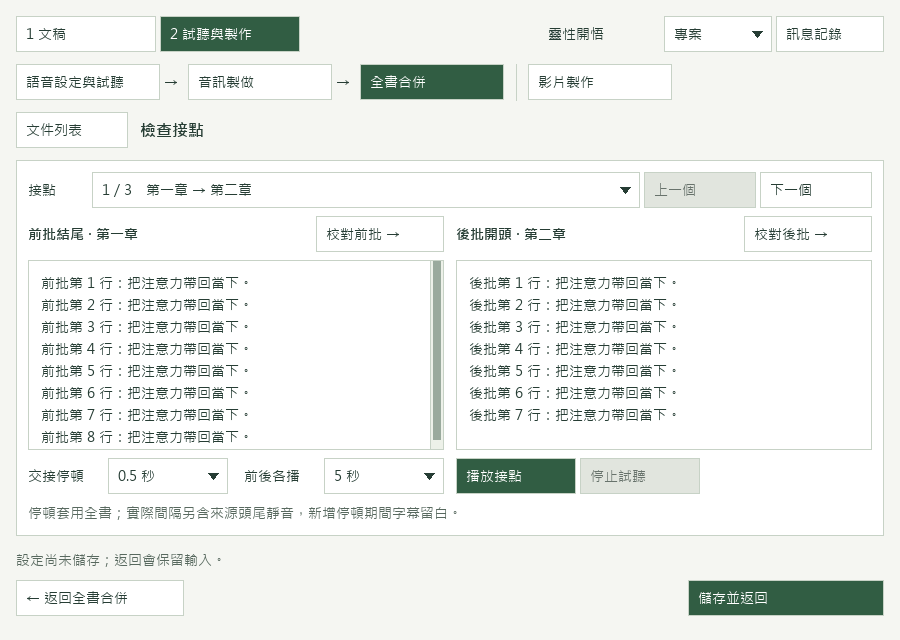 1 文稿
2 試聽與製作
靈性開悟
專案
訊息記錄
語音設定與試聽
→
音訊製做
→
全書合併
影片製作
文件列表
檢查接點
接點
1 / 3 第一章 → 第二章
上一個
下一個
前批結尾 · 第一章
校對前批 →
後批開頭 · 第二章
校對後批 →
前批第 1 行：把注意力帶回當下。
前批第 2 行：把注意力帶回當下。
前批第 3 行：把注意力帶回當下。
前批第 4 行：把注意力帶回當下。
前批第 5 行：把注意力帶回當下。
前批第 6 行：把注意力帶回當下。
前批第 7 行：把注意力帶回當下。
前批第 8 行：把注意力帶回當下。
後批第 1 行：把注意力帶回當下。
後批第 2 行：把注意力帶回當下。
後批第 3 行：把注意力帶回當下。
後批第 4 行：把注意力帶回當下。
後批第 5 行：把注意力帶回當下。
後批第 6 行：把注意力帶回當下。
後批第 7 行：把注意力帶回當下。
交接停頓
0.5 秒
前後各播
5 秒
播放接點
停止試聽
停頓套用全書；實際間隔另含來源頭尾靜音，新增停頓期間字幕留白。
設定尚未儲存；返回會保留輸入。
← 返回全書合併
儲存並返回